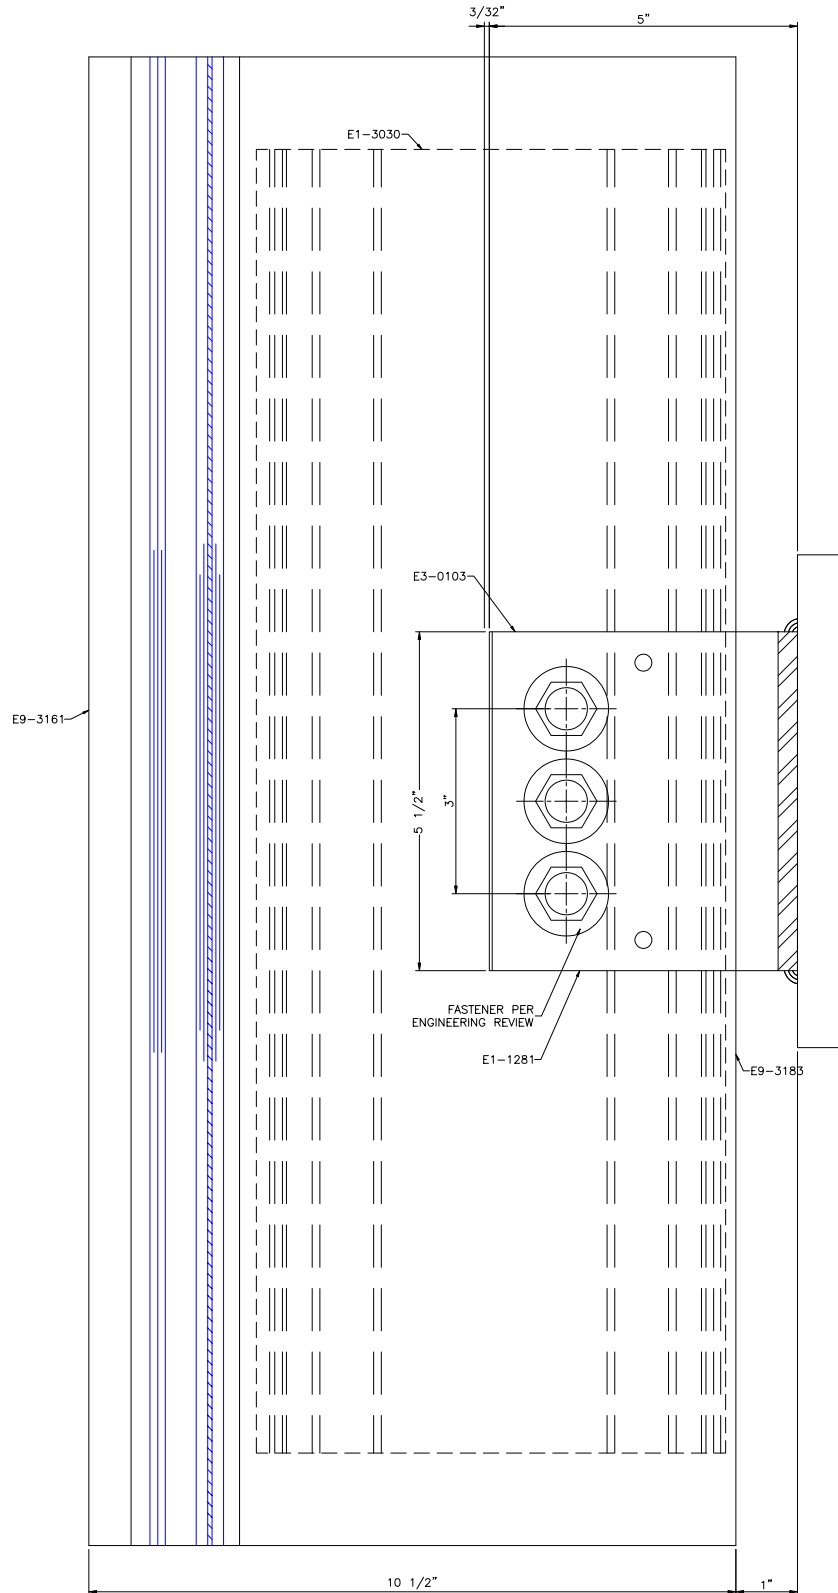 3/32"
5"
E1-3030
E3-0103
E9-3161
5 1/2"
3"
FASTENER PER
ENGINEERING REVIEW
E1-1281
E9-3183
10 1/2"
1"